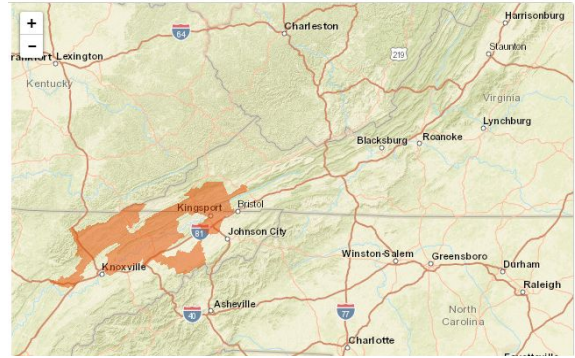 +
−
Harrisonburg
Charleston
64
219
Staunton
Lexington
Kentucky
Virginia
Lynchburg
Blacksburg
Roanoke
Kingsport
Bristol
81
Johnson City
Winston-Salem
Greensboro
Durham
Knoxville
Raleigh
Asheville
40
77
North
Carolina
Charlotte